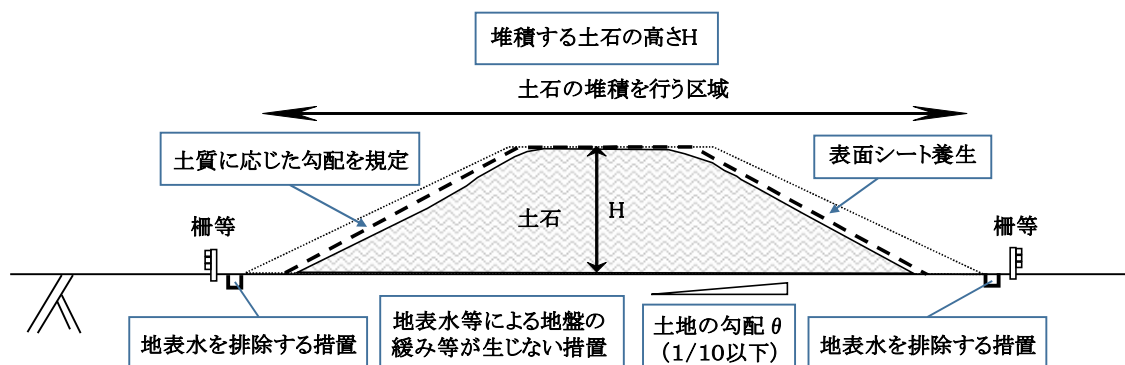 堆積する土石の高さH
土石の堆積を行う区域
土質に応じた勾配を規定
表面シート養生
土石
H
柵等
柵等
地表水を排除する措置
地表水等による地盤の
緩み等が生じない措置
土地の勾配 θ
(1/10以下)
地表水を排除する措置